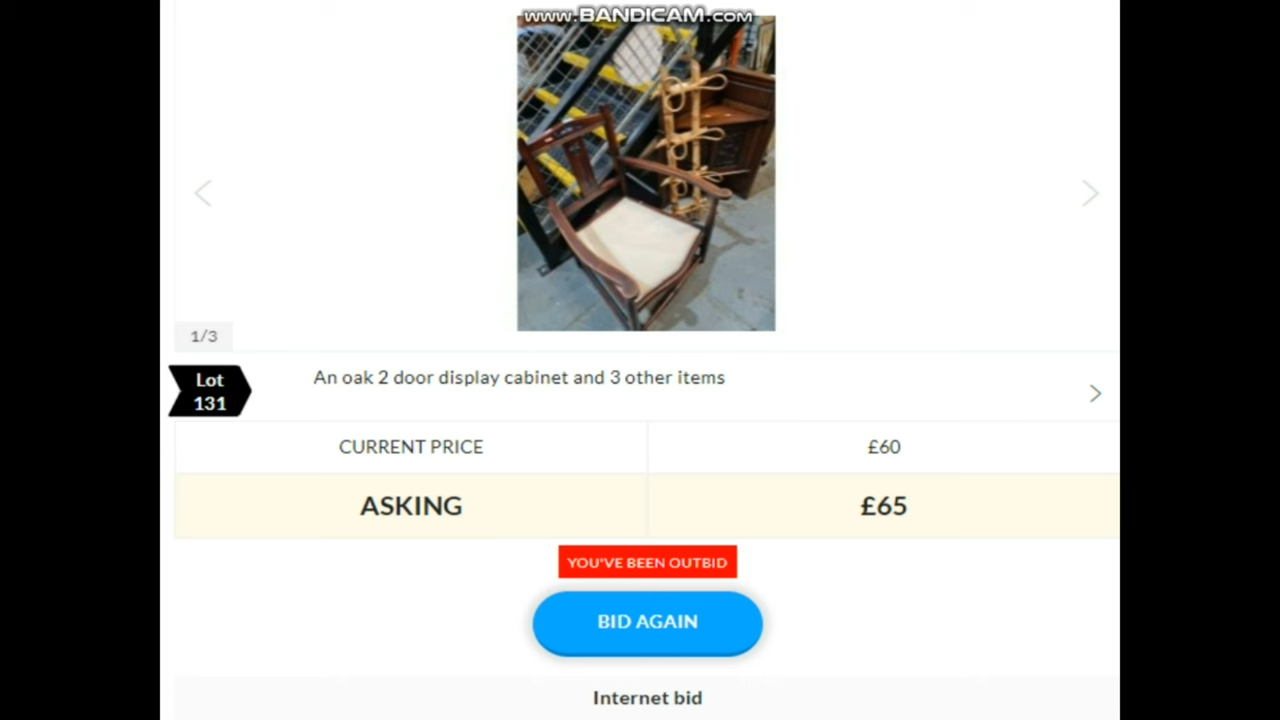 www.BANDICAM.com
1/3
Lot
131
An oak 2 door display cabinet and 3 other items
CURRENT PRICE
£60
ASKING
£65
YOU'VE BEEN OUTBID
BID AGAIN
Internet bid